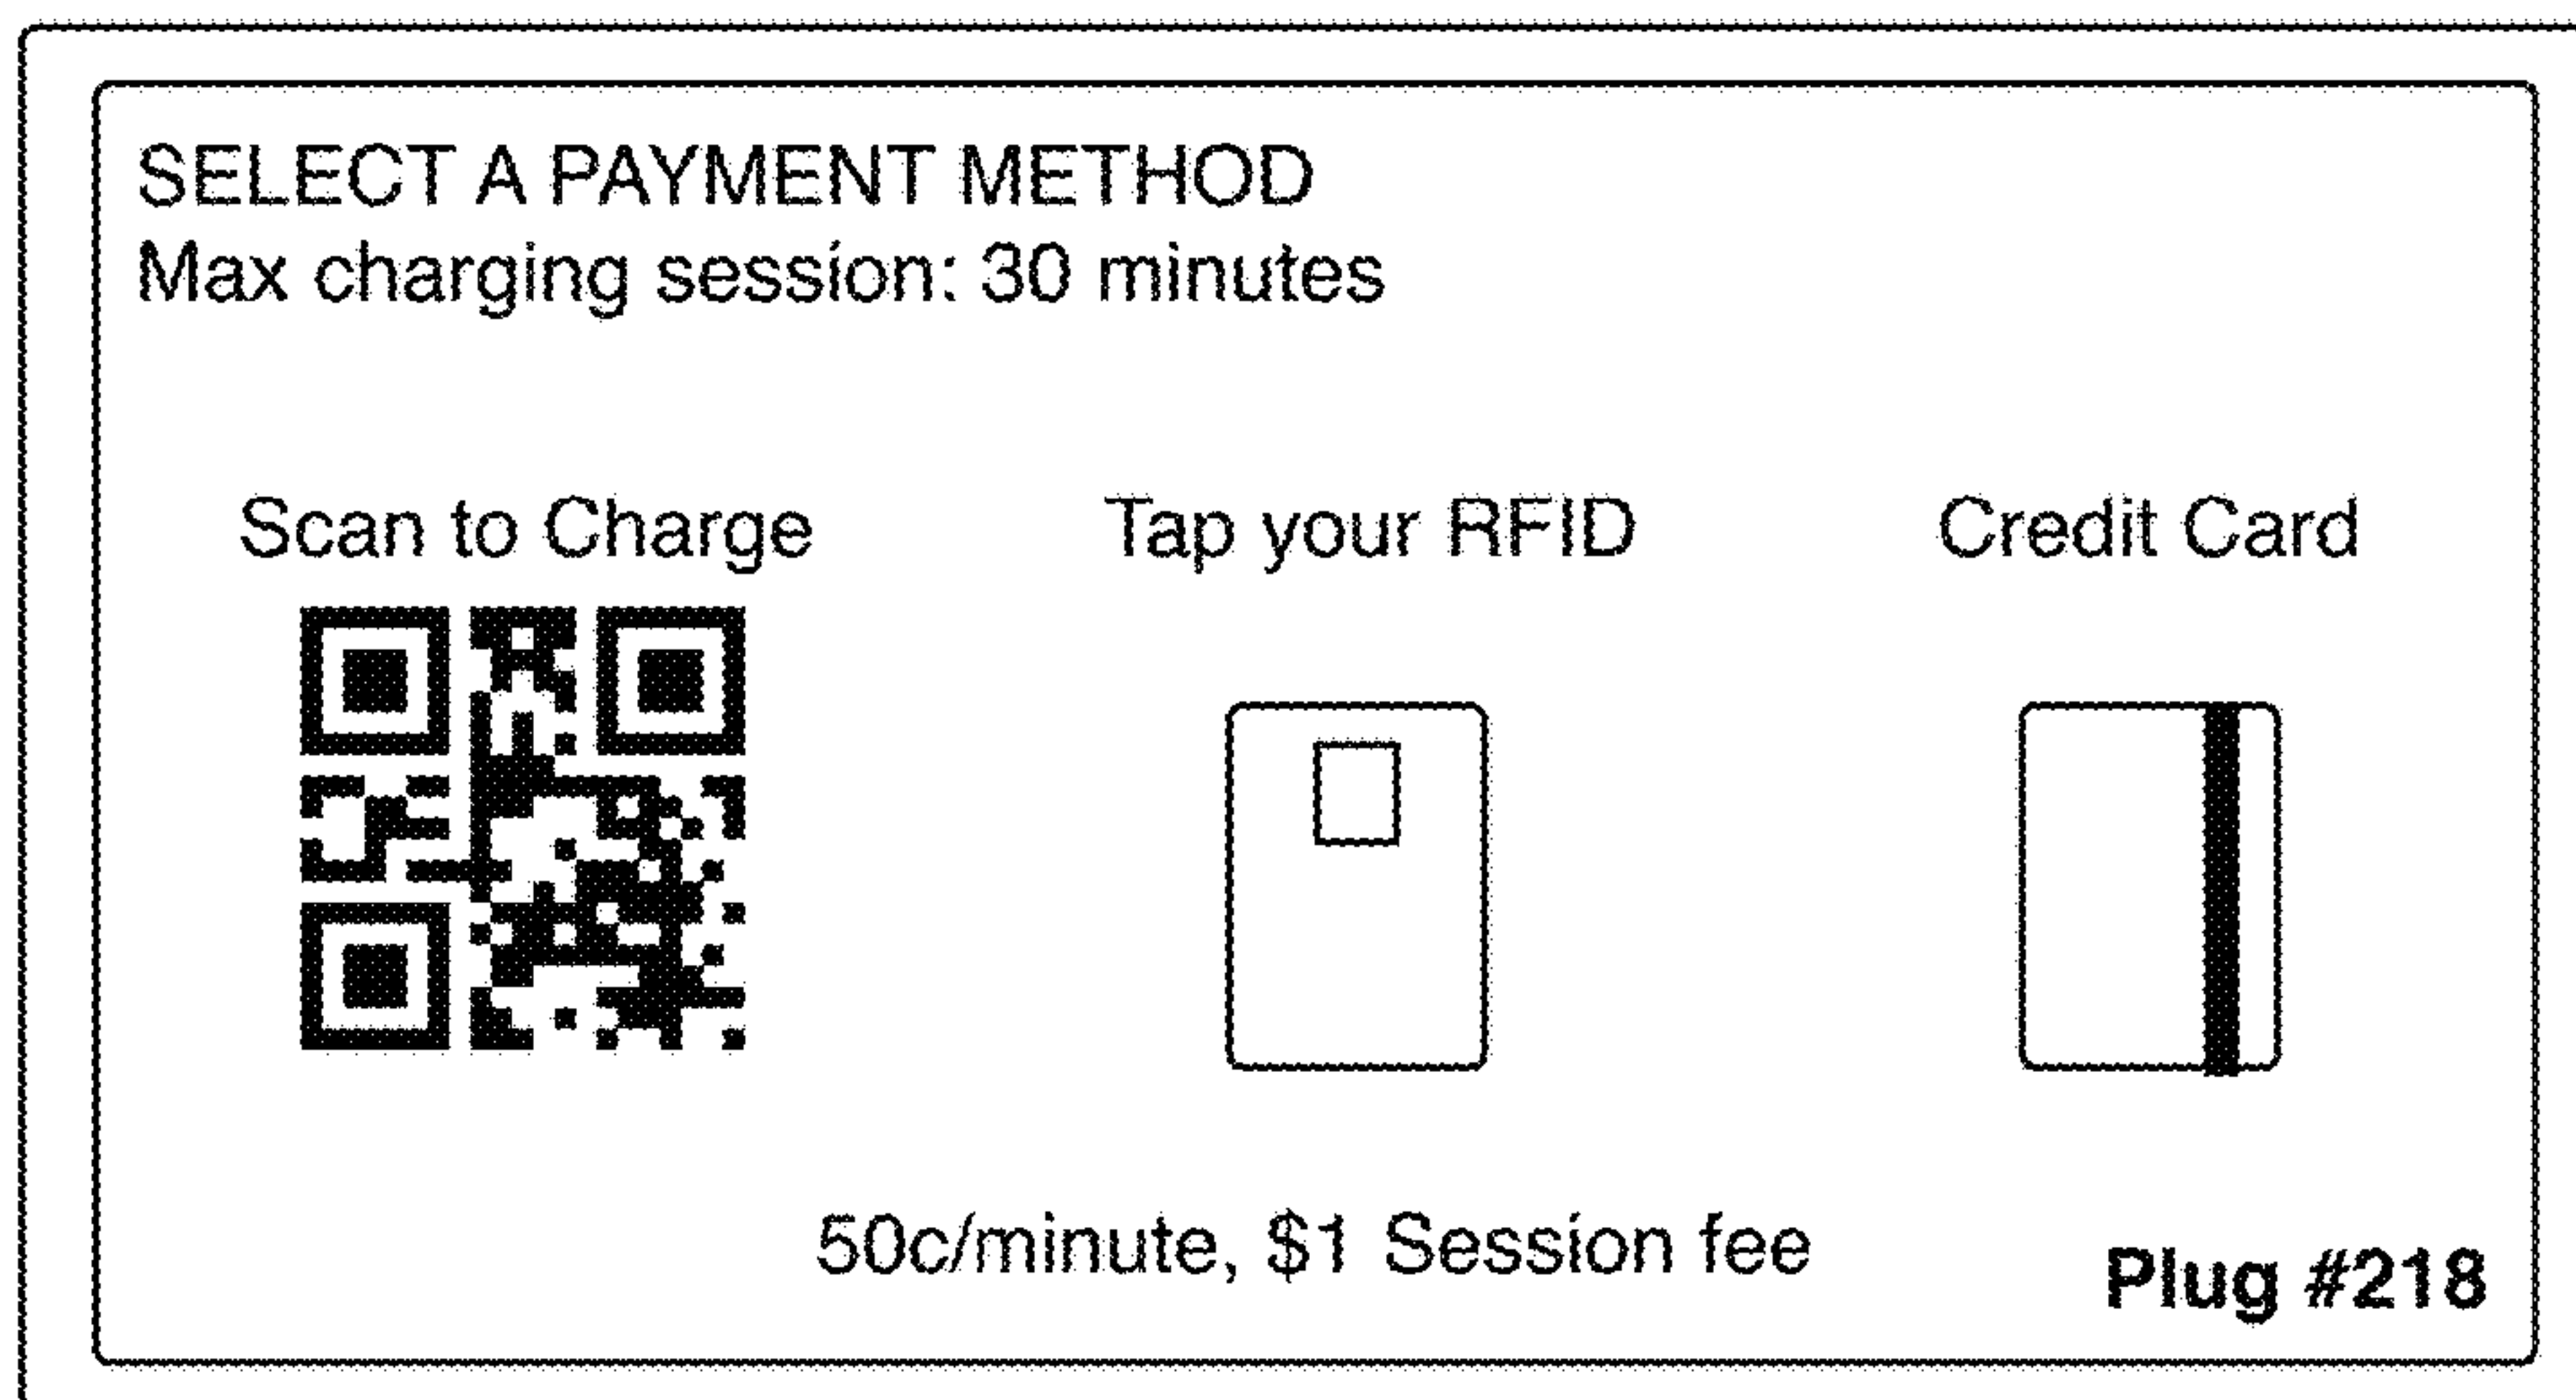 SELECT A PAYMENT METHOD
Max charging session: 30 minutes
Scan to Charge
Tap your RFID
Credit Card
50c/minute, $1 Session fee
Plug #218